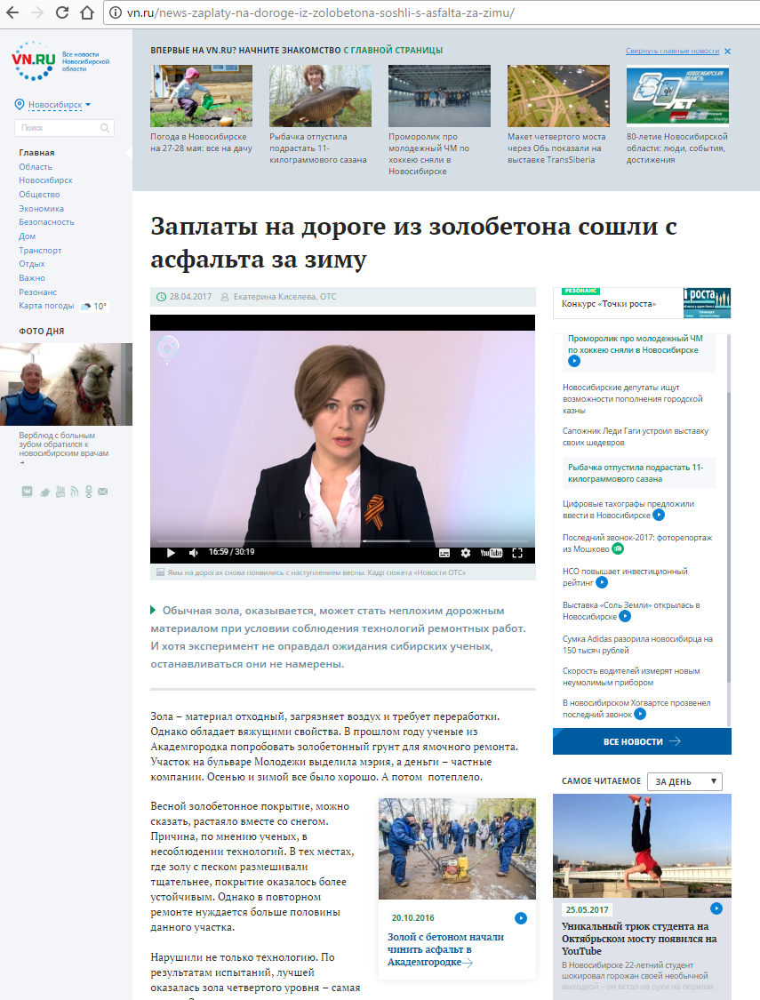 vn.ru/news-zaplaty-na-doroge-iz-zolobetona-soshli-s-asfalta-za-zimu/
VN.RU
Все новости
Новосибирской
области
Новосибирск
Поиск
Главная
Область
Новосибирск
Общество
Экономика
Безопасность
Дом
Транспорт
Отдых
Важно
Резонанс
Карта погоды 10°
ФОТО ДНЯ
Верблюд с больным
зубом обратился к
новосибирским врачам
→
ВПЕРВЫЕ НА VN.RU? НАЧНИТЕ ЗНАКОМСТВО С ГЛАВНОЙ СТРАНИЦЫ
Свернуть главные новости ×
Погода в Новосибирске
на 27-28 мая: все на дачу
Рыбачка отпустила
подрастать 11-
килограммового сазана
Проморолик про
молодежный ЧМ по
хоккею сняли в
Новосибирске
Макет четвертого моста
через Обь показали на
выставке TransSiberia
НОВОСИБИРСКАЯ
ОБЛАСТЬ
80 ЛЕТ
80-летие Новосибирской
области: люди, события,
достижения
Заплаты на дороге из золобетона сошли с
асфальта за зиму
28.04.2017 Екатерина Киселева, ОТС
16:59 / 30:19
YouTube
Ямы на дорогах снова появились с наступлением весны. Кадр сюжета «Новости ОТС»
Обычная зола, оказывается, может стать неплохим дорожным
материалом при условии соблюдения технологий ремонтных работ.
И хотя эксперимент не оправдал ожидания сибирских ученых,
останавливаться они не намерены.
Зола – материал отходный, загрязняет воздух и требует переработки.
Однако обладает вяжущими свойства. В прошлом году ученые из
Академгородка попробовать золобетонный грунт для ямочного ремонта.
Участок на бульваре Молодежи выделила мэрия, а деньги – частные
компании. Осенью и зимой все было хорошо. А потом потеплело.
Весной золобетонное покрытие, можно
сказать, растаяло вместе со снегом.
Причина, по мнению ученых, в
несоблюдении технологий. В тех местах,
где золу с песком размешивали
тщательнее, покрытие оказалось более
устойчивым. Однако в повторном
ремонте нуждается больше половины
данного участка.
Нарушили не только технологию. По
результатам испытаний, лучшей
оказалась зола четвертого уровня – самая
20.10.2016
Золой с бетоном начали
чинить асфальт в
Академгородке→
РЕЗОНАНС
Конкурс «Точки роста»
роста
Проморолик про молодежный ЧМ
по хоккею сняли в Новосибирске
Новосибирские депутаты ищут
возможности пополнения городской
казны
Сапожник Леди Гаги устроил выставку
своих шедевров
Рыбачка отпустила подрастать 11-
килограммового сазана
Цифровые тахографы предложили
ввести в Новосибирске
Последний звонок-2017: фоторепортаж
из Мошково
НСО повышает инвестиционный
рейтинг
Выставка «Соль Земли» открылась в
Новосибирске
Сумка Adidas разорила новосибирца на
150 тысяч рублей
Скорость водителей измерят новым
неумолимым прибором
В новосибирском Хогвартсе прозвенел
последний звонок
ВСЕ НОВОСТИ →
САМОЕ ЧИТАЕМОЕ ЗА ДЕНЬ
25.05.2017
Уникальный трюк студента на
Октябрьском мосту появился на
YouTube
В Новосибирске 22-летний студент
шокировал горожан своей необычной
выходкой – он встал на руки на перилах